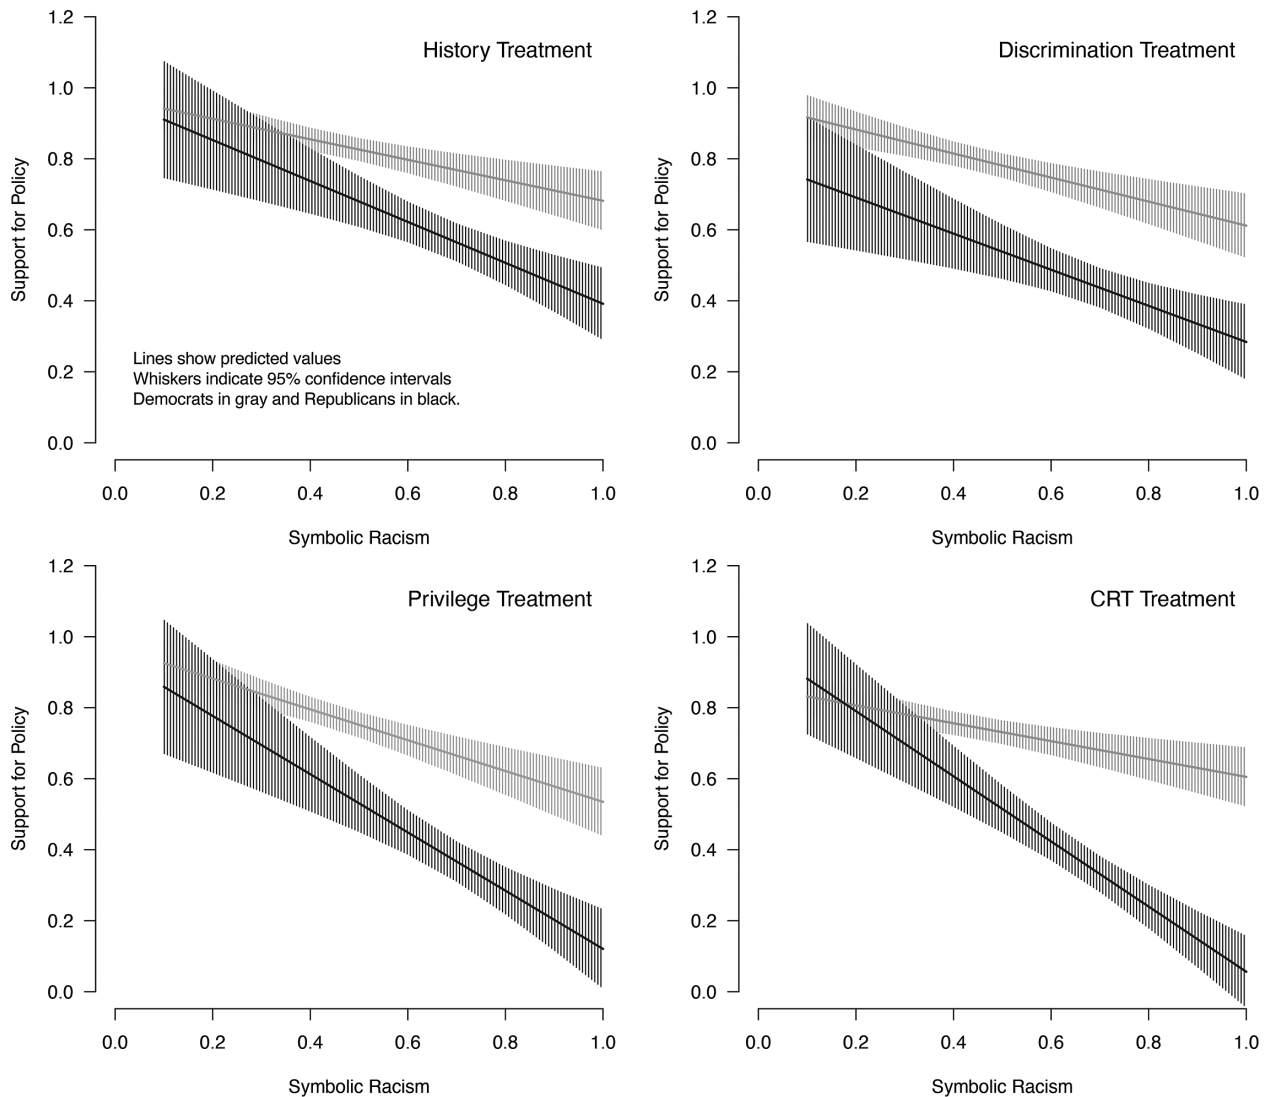 History Treatment
1.2
1.0
0.8
0.6
0.4
0.2
0.0
Support for Policy
Lines show predicted values
Whiskers indicate 95% confidence intervals
Democrats in gray and Republicans in black.
0.0 0.2 0.4 0.6 0.8 1.0
Symbolic Racism
Discrimination Treatment
1.2
1.0
0.8
0.6
0.4
0.2
0.0
Support for Policy
0.0 0.2 0.4 0.6 0.8 1.0
Symbolic Racism
Privilege Treatment
1.2
1.0
0.8
0.6
0.4
0.2
0.0
Support for Policy
0.0 0.2 0.4 0.6 0.8 1.0
Symbolic Racism
CRT Treatment
1.2
1.0
0.8
0.6
0.4
0.2
0.0
Support for Policy
0.0 0.2 0.4 0.6 0.8 1.0
Symbolic Racism